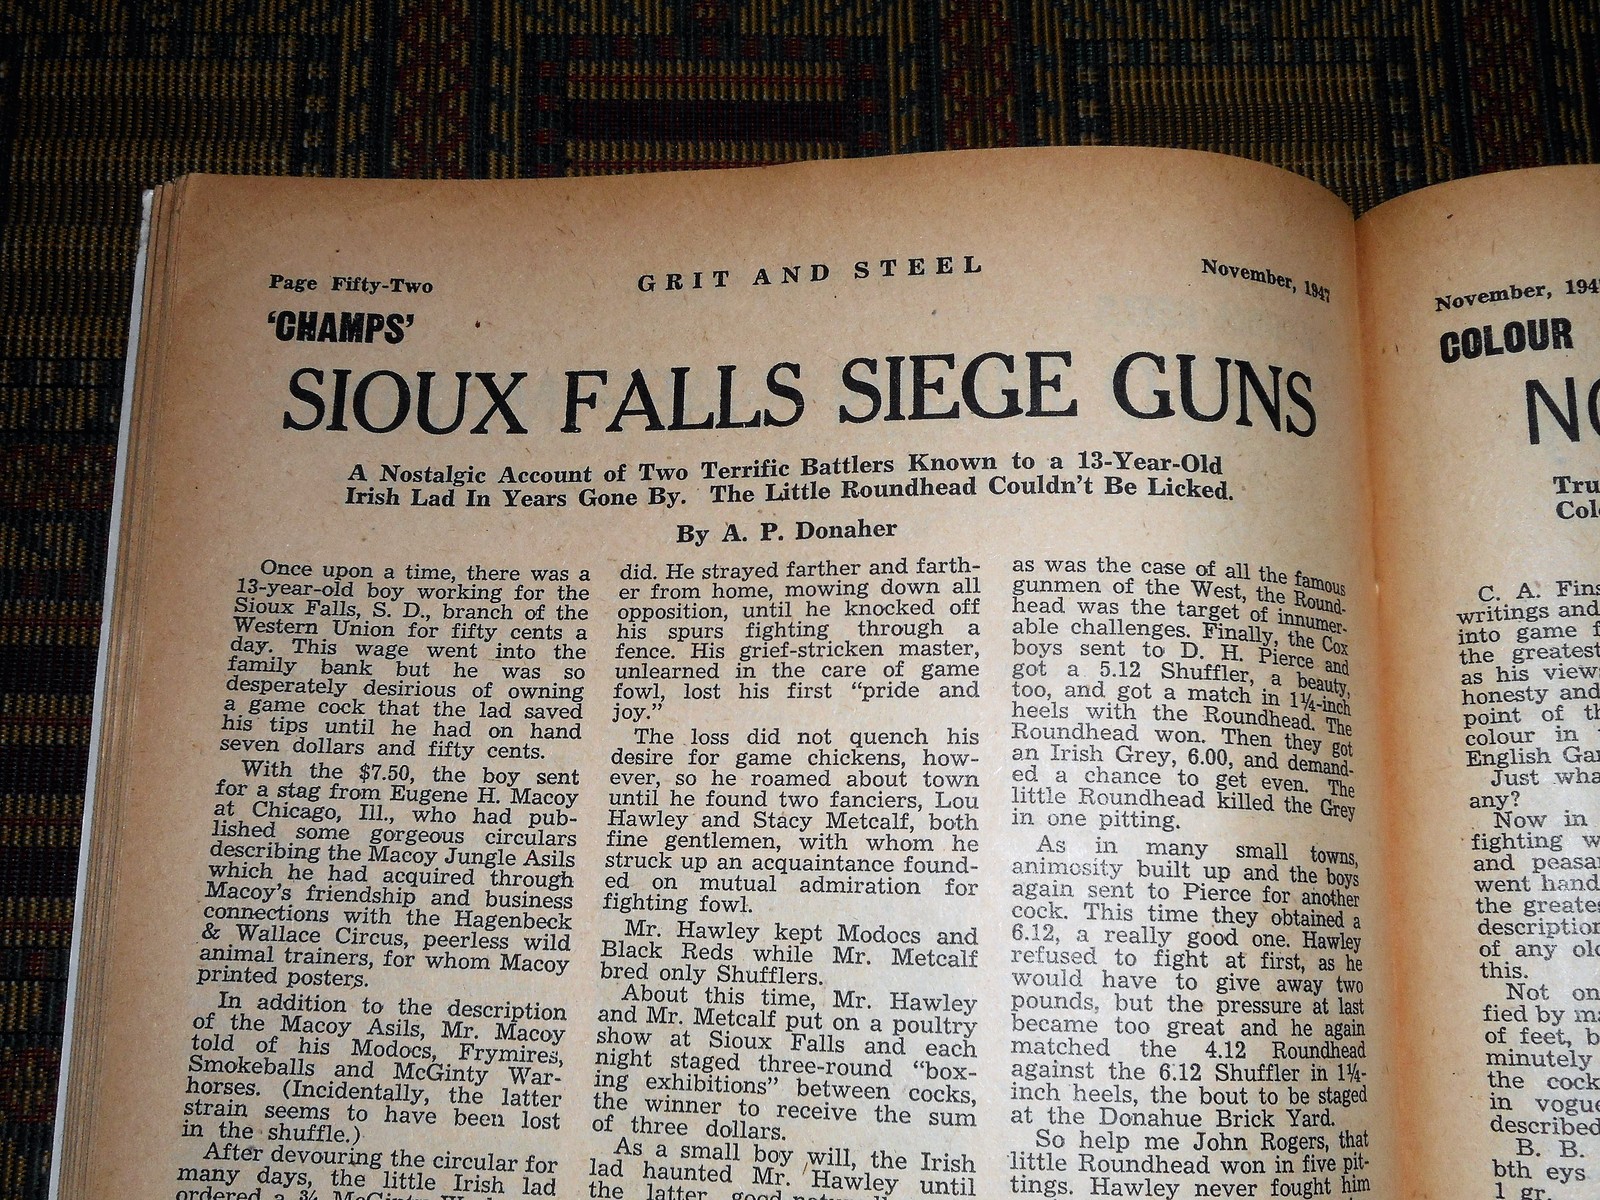 Page Fifty-Two
GRIT AND STEEL
November, 1947
'CHAMPS'
SIOUX FALLS SIEGE GUNS
A Nostalgic Account of Two Terrific Battlers Known to a 13-Year-Old
Irish Lad In Years Gone By. The Little Roundhead Couldn't Be Licked.
By A. P. Donaher
Once upon a time, there was a
13-year-old boy working for the
Sioux Falls, S. D., branch of the
Western Union for fifty cents a
day. This wage went into the
family bank but he was so
desperately desirious of owning
a game cock that the lad saved
his tips until he had on hand
seven dollars and fifty cents.
With the $7.50, the boy sent
for a stag from Eugene H. Macoy
at Chicago, Ill., who had pub-
lished some gorgeous circulars
describing the Macoy Jungle Asils
which he had acquired through
Macoy's friendship and business
connections with the Hagenbeck
& Wallace Circus, peerless wild
animal trainers, for whom Macoy
printed posters.
In addition to the description
of the Macoy Asils, Mr. Macoy
told of his Modocs, Frymires,
Smokeballs and McGinty War-
horses. (Incidentally, the latter
strain seems to have been lost
in the shuffle.)
After devouring the circular for
many days, the little Irish lad
ordered a ¾
did. He strayed farther and farth-
er from home, mowing down all
opposition, until he knocked off
his spurs fighting through a
fence. His grief-stricken master,
unlearned in the care of game
fowl, lost his first "pride and
joy."
The loss did not quench his
desire for game chickens, how-
ever, so he roamed about town
until he found two fanciers, Lou
Hawley and Stacy Metcalf, both
fine gentlemen, with whom he
struck up an acquaintance found-
ed on mutual admiration for
fighting fowl.
Mr. Hawley kept Modocs and
Black Reds while Mr. Metcalf
bred only Shufflers.
About this time, Mr. Hawley
and Mr. Metcalf put on a poultry
show at Sioux Falls and each
night staged three-round "box-
ing exhibitions" between cocks,
the winner to receive the sum
of three dollars.
As a small boy will, the Irish
lad haunted Mr. Hawley until
the latter,
as was the case of all the famous
gunmen of the West, the Round-
head was the target of innumer-
able challenges. Finally, the Cox
boys sent to D. H. Pierce and
got a 5.12 Shuffler, a beauty,
too, and got a match in 1¼-inch
heels with the Roundhead. The
Roundhead won. Then they got
an Irish Grey, 6.00, and demand-
ed a chance to get even. The
little Roundhead killed the Grey
in one pitting.
As in many small towns,
animosity built up and the boys
again sent to Pierce for another
cock. This time they obtained a
6.12, a really good one. Hawley
refused to fight at first, as he
would have to give away two
pounds, but the pressure at last
became too great and he again
matched the 4.12 Roundhead
against the 6.12 Shuffler in 1¼-
inch heels, the bout to be staged
at the Donahue Brick Yard.
So help me John Rogers, that
little Roundhead won in five pit-
tings. Hawley never fought him
November, 194
COLOUR
NO
Tru
Col
C. A. Fins
writings and
into game f
the greatest
as his view
honesty and
point of th
colour in
English Ga
Just wha
any?
Now in
fighting w
and peasa
went hand
the greates
description
of any old
this.
Not on
fied by ma
of feet, b
minutely
the cock
in vogue
described
B. B.
bth eys
1 gr.